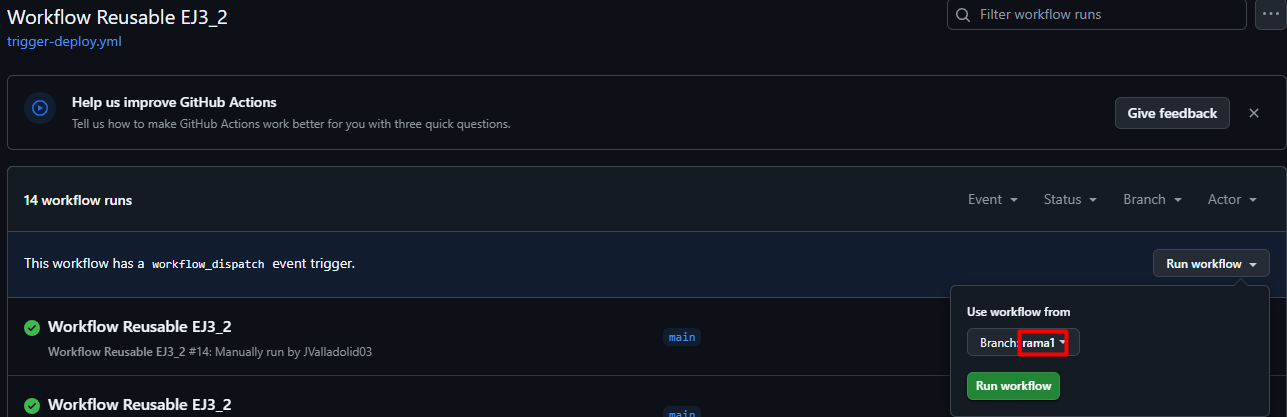 Workflow Reusable EJ3_2
Filter workflow runs
trigger-deploy.yml
Help us improve GitHub Actions
Tell us how to make GitHub Actions work better for you with three quick questions.
Give feedback
14 workflow runs
Event
Status
Branch
Actor
This workflow has a workflow_dispatch event trigger.
Run workflow
Use workflow from
Branch: rama1
Run workflow
Workflow Reusable EJ3_2
main
Workflow Reusable EJ3_2 #14: Manually run by JValladolid03
Workflow Reusable EJ3_2
main